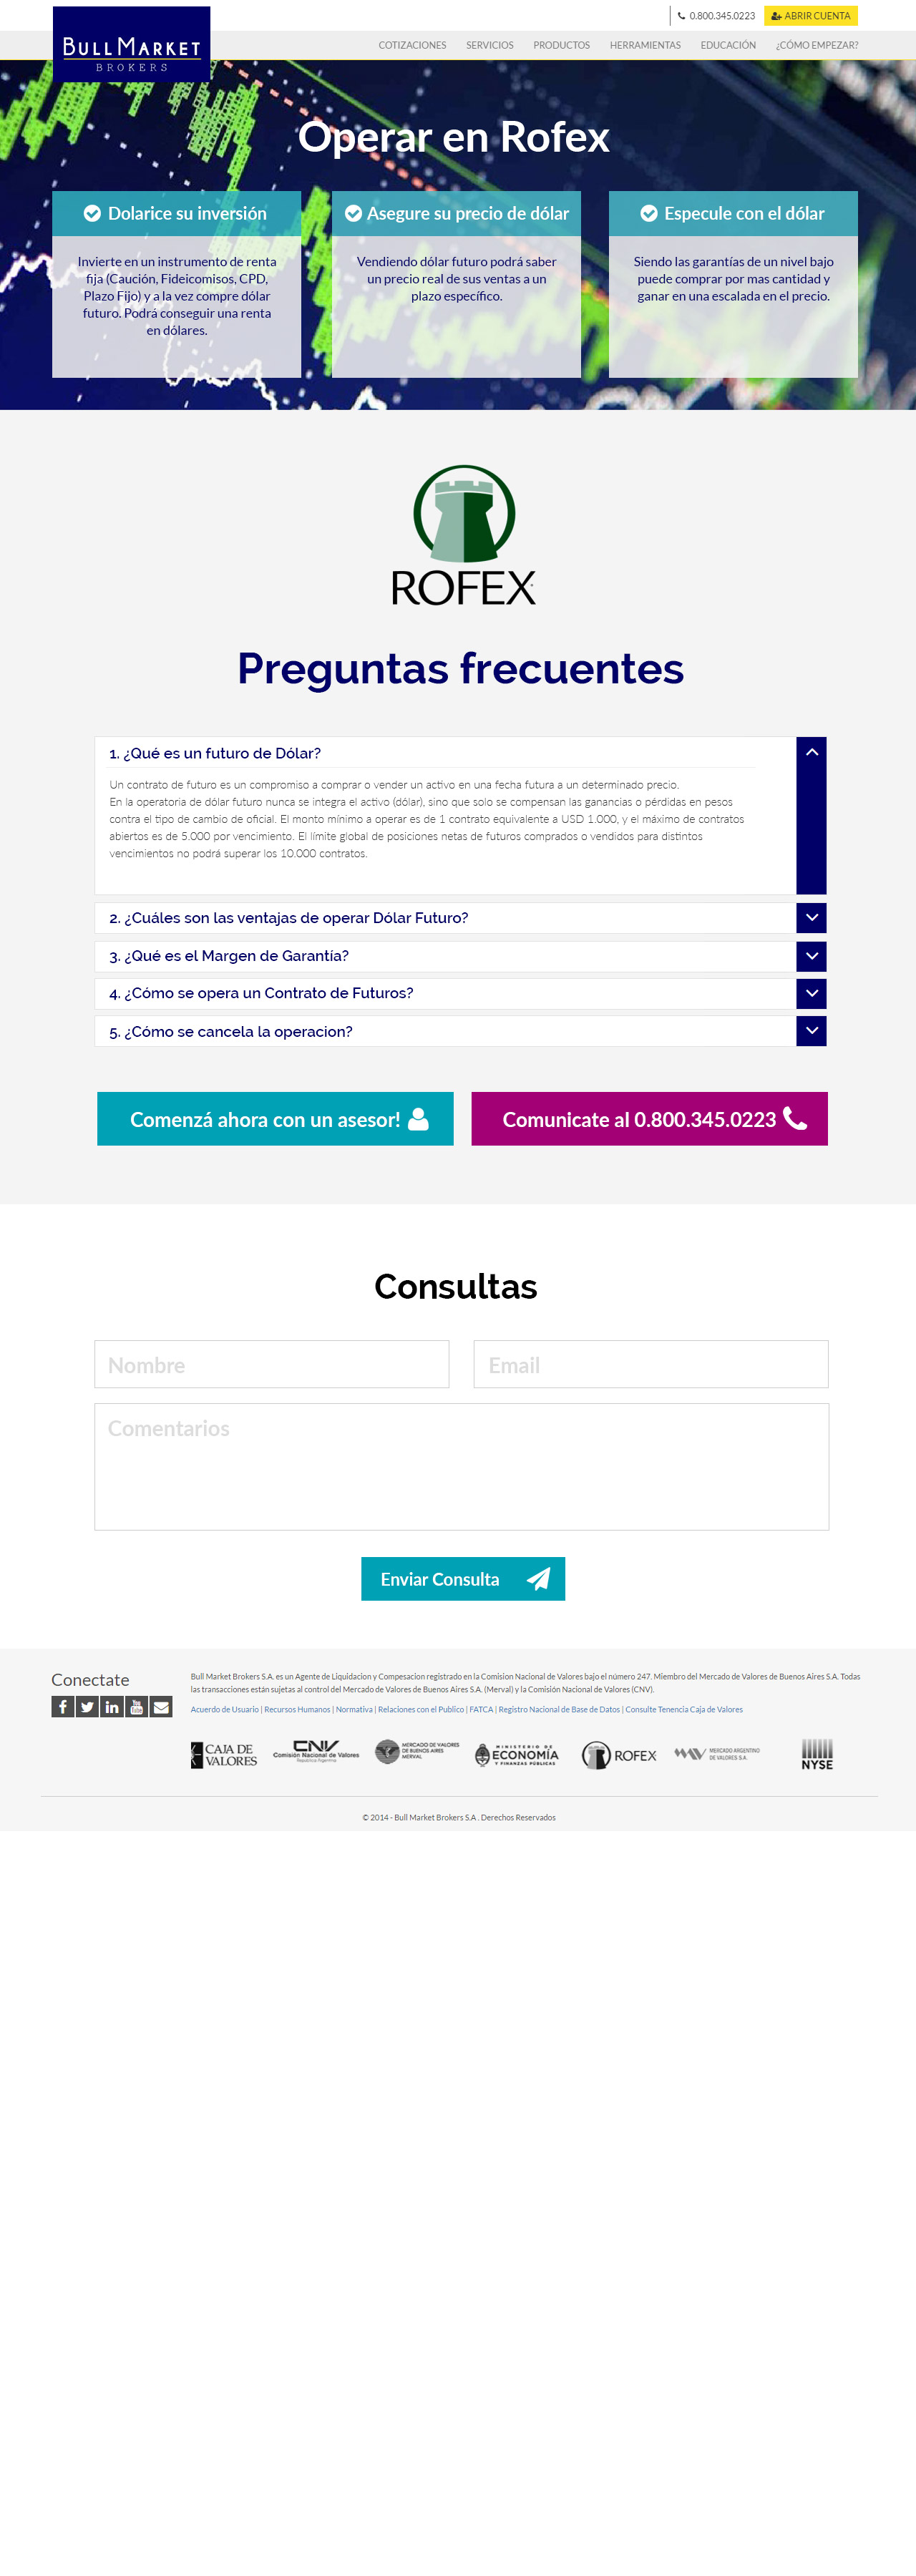 BULLMARKET
BROKERS
0.800.345.0223
ABRIR CUENTA
COTIZACIONES
SERVICIOS
PRODUCTOS
HERRAMIENTAS
EDUCACIÓN
¿CÓMO EMPEZAR?
Operar en Rofex
Dolarice su inversión
Invierte en un instrumento de renta
fija (Caución, Fideicomisos, CPD,
Plazo Fijo) y a la vez compre dólar
futuro. Podrá conseguir una renta
en dólares.
Asegure su precio de dólar
Vendiendo dólar futuro podrá saber
un precio real de sus ventas a un
plazo específico.
Especule con el dólar
Siendo las garantías de un nivel bajo
puede comprar por mas cantidad y
ganar en una escalada en el precio.
ROFEX
Preguntas frecuentes
1. ¿Qué es un futuro de Dólar?
Un contrato de futuro es un compromiso a comprar o vender un activo en una fecha futura a un determinado precio.
En la operatoria de dólar futuro nunca se integra el activo (dólar), sino que solo se compensan las ganancias o pérdidas en pesos
contra el tipo de cambio de oficial. El monto mínimo a operar es de 1 contrato equivalente a USD 1.000, y el máximo de contratos
abiertos es de 5.000 por vencimiento. El límite global de posiciones netas de futuros comprados o vendidos para distintos
vencimientos no podrá superar los 10.000 contratos.
2. ¿Cuáles son las ventajas de operar Dólar Futuro?
3. ¿Qué es el Margen de Garantía?
4. ¿Cómo se opera un Contrato de Futuros?
5. ¿Cómo se cancela la operacion?
Comenzá ahora con un asesor!
Comunicate al 0.800.345.0223
Consultas
Nombre
Email
Comentarios
Enviar Consulta
Conectate
You
Tube
Bull Market Brokers S.A. es un Agente de Liquidacion y Compesacion registrado en la Comision Nacional de Valores bajo el número 247. Miembro del Mercado de Valores de Buenos Aires S.A. Todas
las transacciones están sujetas al control del Mercado de Valores de Buenos Aires S.A. (Merval) y la Comisión Nacional de Valores (CNV).
Acuerdo de Usuario | Recursos Humanos | Normativa | Relaciones con el Publico | FATCA | Registro Nacional de Base de Datos | Consulte Tenencia Caja de Valores
CAJA DE
VALORES
CNV
Comisión Nacional de Valores
República Argentina
MERCADO DE VALORES
DE BUENOS AIRES
MERVAL
MINISTERIO DE
ECONOMÍA
Y FINANZAS PÚBLICAS
ROFEX
MERCADO ARGENTINO
DE VALORES S.A.
NYSE
© 2014 - Bull Market Brokers S.A . Derechos Reservados